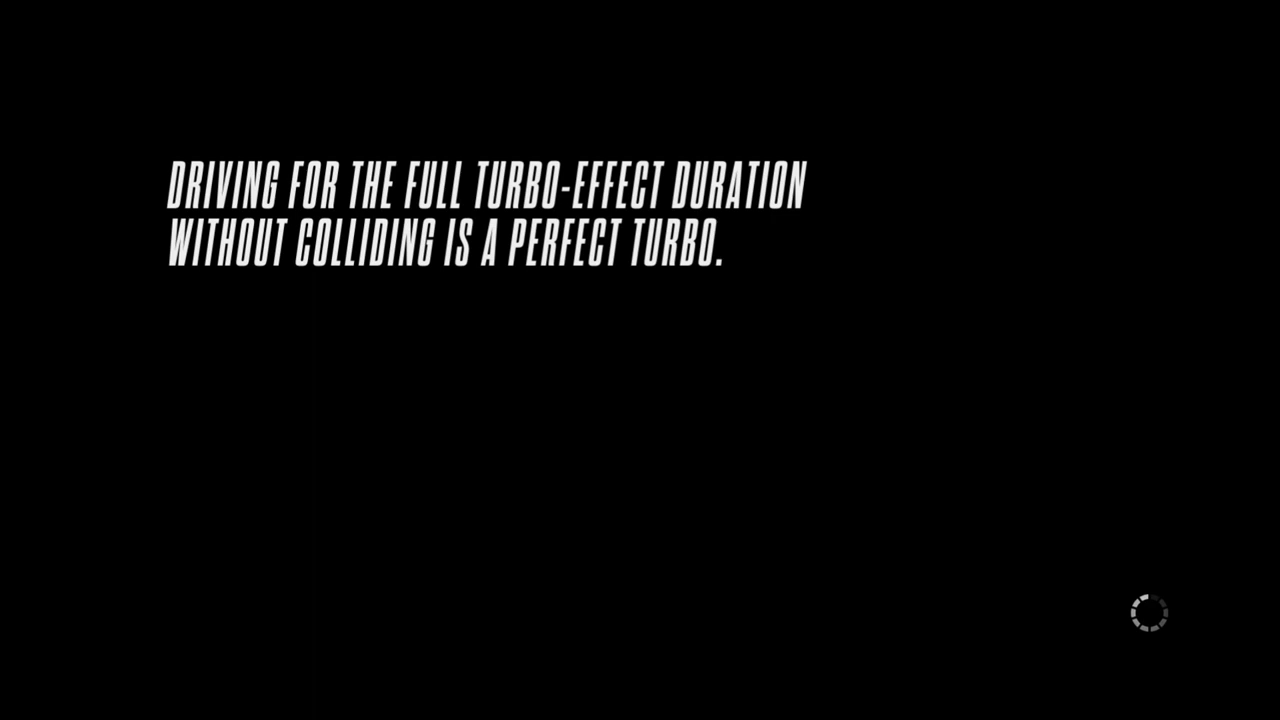 DRIVING FOR THE FULL TURBO-EFFECT DURATION
WITHOUT COLLIDING IS A PERFECT TURBO.